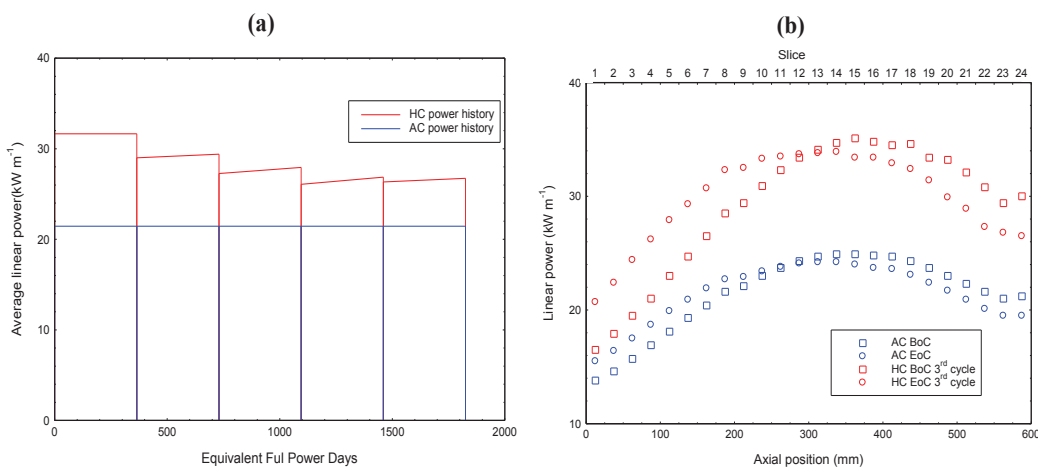 (a)
40
30
20
10
0
Average linear power(kW m-1)
0
500
1000
1500
2000
Equivalent Ful Power Days
HC power history
AC power history
(b)
Slice
1 2 3 4 5 6 7 8 9 10 11 12 13 14 15 16 17 18 19 20 21 22 23 24
40
30
20
10
Linear power (kW m-1)
0
100
200
300
400
500
600
Axial position (mm)
AC BoC
AC EoC
HC BoC 3rd cycle
HC EoC 3rd cycle